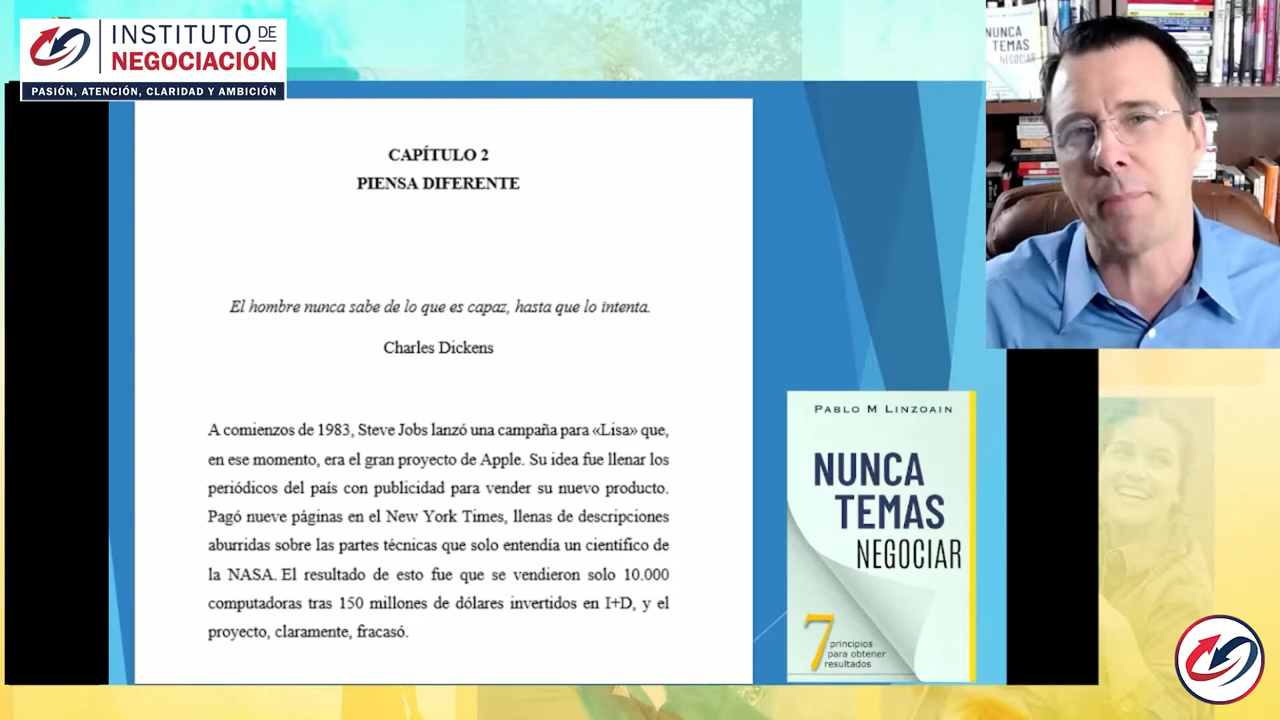 INSTITUTO DE
NEGOCIACIÓN
PASIÓN, ATENCIÓN, CLARIDAD Y AMBICIÓN
CAPÍTULO 2
PIENSA DIFERENTE
El hombre nunca sabe de lo que es capaz, hasta que lo intenta.
Charles Dickens
A comienzos de 1983, Steve Jobs lanzó una campaña para «Lisa» que,
en ese momento, era el gran proyecto de Apple. Su idea fue llenar los
periódicos del país con publicidad para vender su nuevo producto.
Pagó nueve páginas en el New York Times, llenas de descripciones
aburridas sobre las partes técnicas que solo entendía un científico de
la NASA. El resultado de esto fue que se vendieron solo 10.000
computadoras tras 150 millones de dólares invertidos en I+D, y el
proyecto, claramente, fracasó.
NUNCA
TEMAS
NEGOCIAR
PABLO M LINZOAIN
NUNCA
TEMAS
NEGOCIAR
7 principios
para obtener
resultados